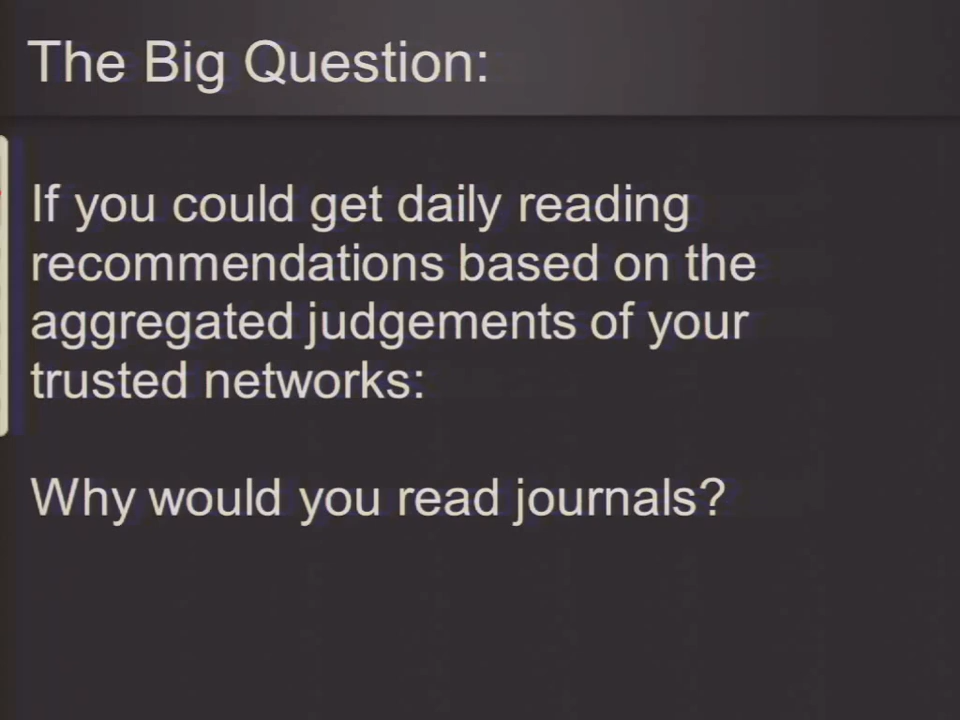 The Big Question:
If you could get daily reading
recommendations based on the
aggregated judgements of your
trusted networks:
Why would you read journals?